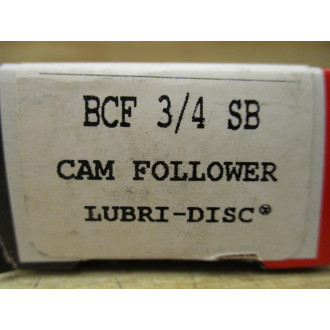 BCF 3/4 SB
CAM FOLLOWER
LUBRI-DISC®